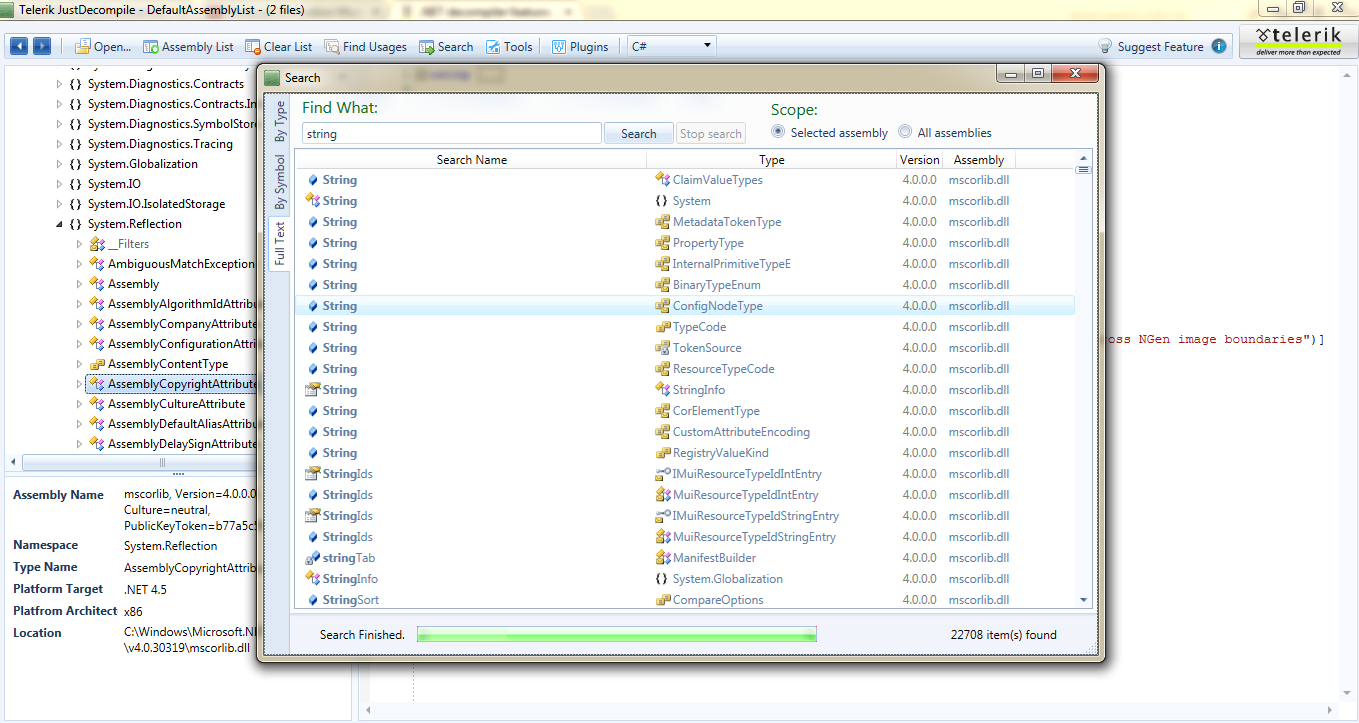 Telerik JustDecompile - DefaultAssemblyList - (2 files)
Open... Assembly List Clear List Find Usages Search Tools Plugins C# Suggest Feature
telerik
deliver more than expected
System.Diagnostics.Contracts
{} System.Diagnostics.Contracts.In
{} System.Diagnostics.SymbolStor
{} System.Diagnostics.Tracing
{} System.Globalization
{} System.IO
{} System.IO.IsolatedStorage
{} System.Reflection
__Filters
AmbiguousMatchException
Assembly
AssemblyAlgorithmIdAttribu
AssemblyCompanyAttribute
AssemblyConfigurationAttri
AssemblyContentType
AssemblyCopyrightAttribute
AssemblyCultureAttribute
AssemblyDefaultAliasAttribut
AssemblyDelaySignAttribute
Assembly Name mscorlib, Version=4.0.0.0
Culture=neutral,
PublicKeyToken=b77a5c5
Namespace System.Reflection
Type Name AssemblyCopyrightAttrib
Platform Target .NET 4.5
Platfrom Architect x86
Location C:\Windows\Microsoft.NE
\v4.0.30319\mscorlib.dll
Search
By Type
By Symbol
Full Text
Find What:
string Search Stop search
Scope:
Selected assembly All assemblies
Search Name Type Version Assembly
String ClaimValueTypes 4.0.0.0 mscorlib.dll
String {} System 4.0.0.0 mscorlib.dll
String MetadataTokenType 4.0.0.0 mscorlib.dll
String PropertyType 4.0.0.0 mscorlib.dll
String InternalPrimitiveTypeE 4.0.0.0 mscorlib.dll
String BinaryTypeEnum 4.0.0.0 mscorlib.dll
String ConfigNodeType 4.0.0.0 mscorlib.dll
String TypeCode 4.0.0.0 mscorlib.dll
String TokenSource 4.0.0.0 mscorlib.dll
String ResourceTypeCode 4.0.0.0 mscorlib.dll
String StringInfo 4.0.0.0 mscorlib.dll
String CorElementType 4.0.0.0 mscorlib.dll
String CustomAttributeEncoding 4.0.0.0 mscorlib.dll
String RegistryValueKind 4.0.0.0 mscorlib.dll
StringIds IMuiResourceTypeIdIntEntry 4.0.0.0 mscorlib.dll
StringIds MuiResourceTypeIdIntEntry 4.0.0.0 mscorlib.dll
StringIds IMuiResourceTypeIdStringEntry 4.0.0.0 mscorlib.dll
StringIds MuiResourceTypeIdStringEntry 4.0.0.0 mscorlib.dll
stringTab ManifestBuilder 4.0.0.0 mscorlib.dll
StringInfo {} System.Globalization 4.0.0.0 mscorlib.dll
StringSort CompareOptions 4.0.0.0 mscorlib.dll
Search Finished. 22708 item(s) found
ross NGen image boundaries")]